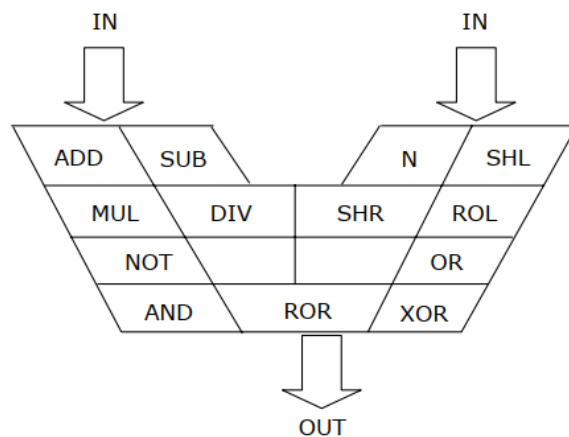 IN IN
ADD SUB N SHL
MUL DIV SHR ROL
NOT OR
AND ROR XOR
OUT